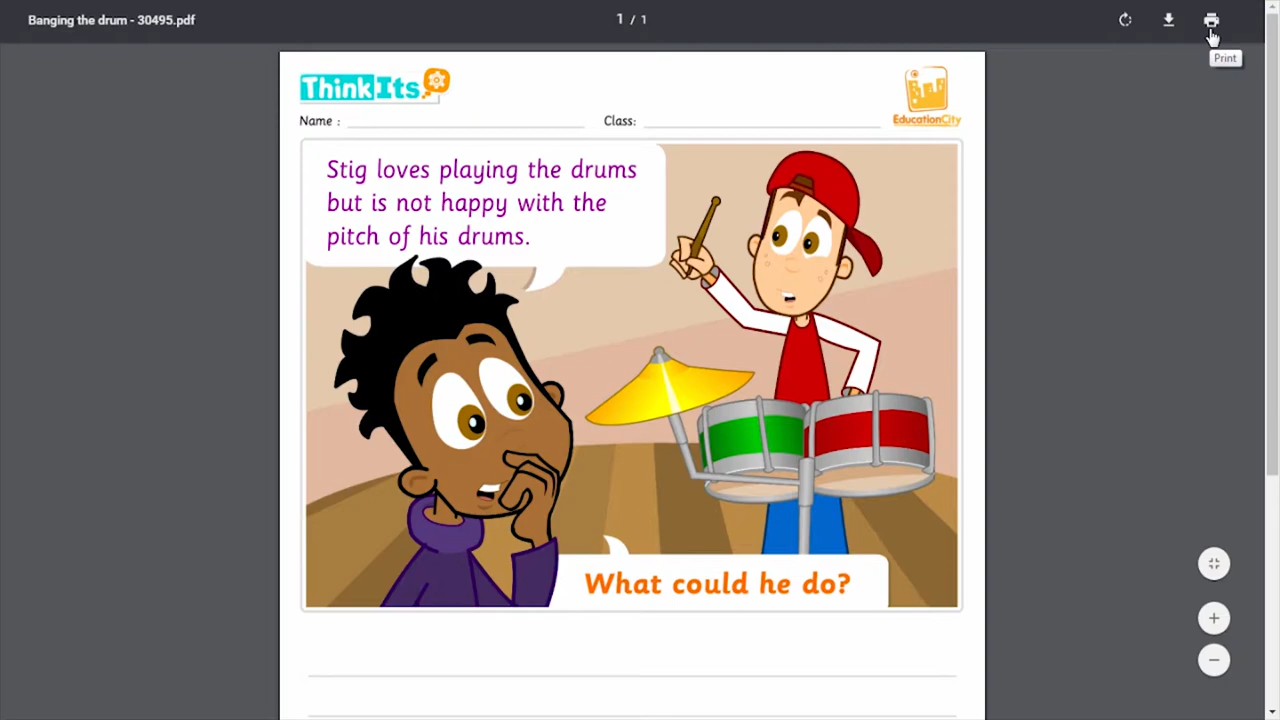 Banging the drum - 30495.pdf
1 / 1
Print
ThinkIts
EducationCity
Name :
Class:
Stig loves playing the drums
but is not happy with the
pitch of his drums.
What could he do?